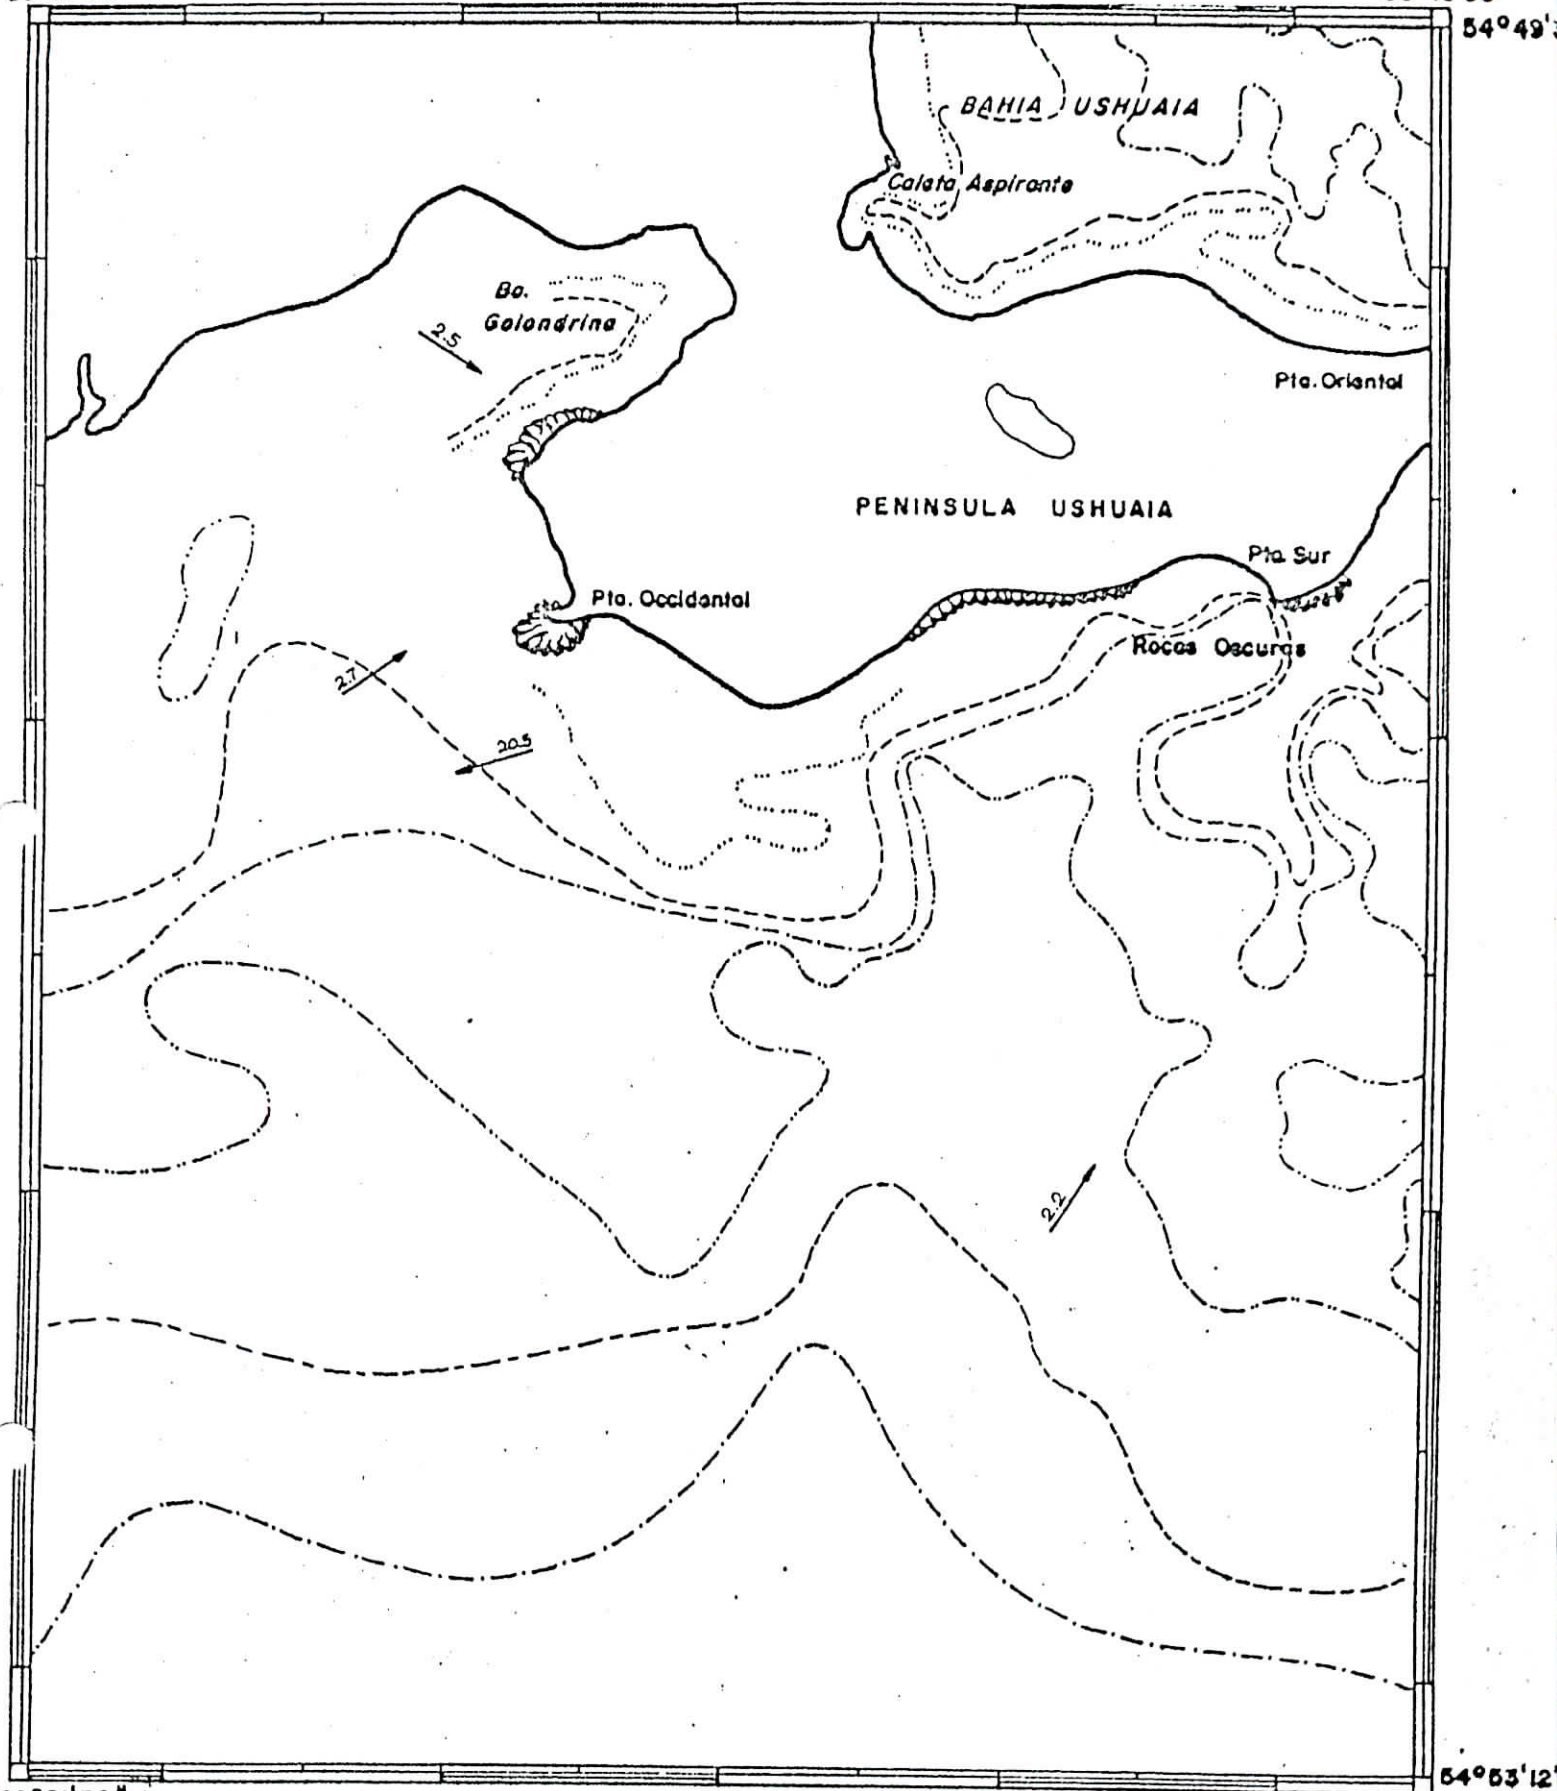 54°49'3
BAHIA USHUAIA
Caleta Aspirante
Ba.
Golondrina
2.5
Pta. Oriental
PENINSULA USHUAIA
Pta. Sur
Pta. Occidental
Rocas Oscuras
2.7
20.5
2.2
54°53'12